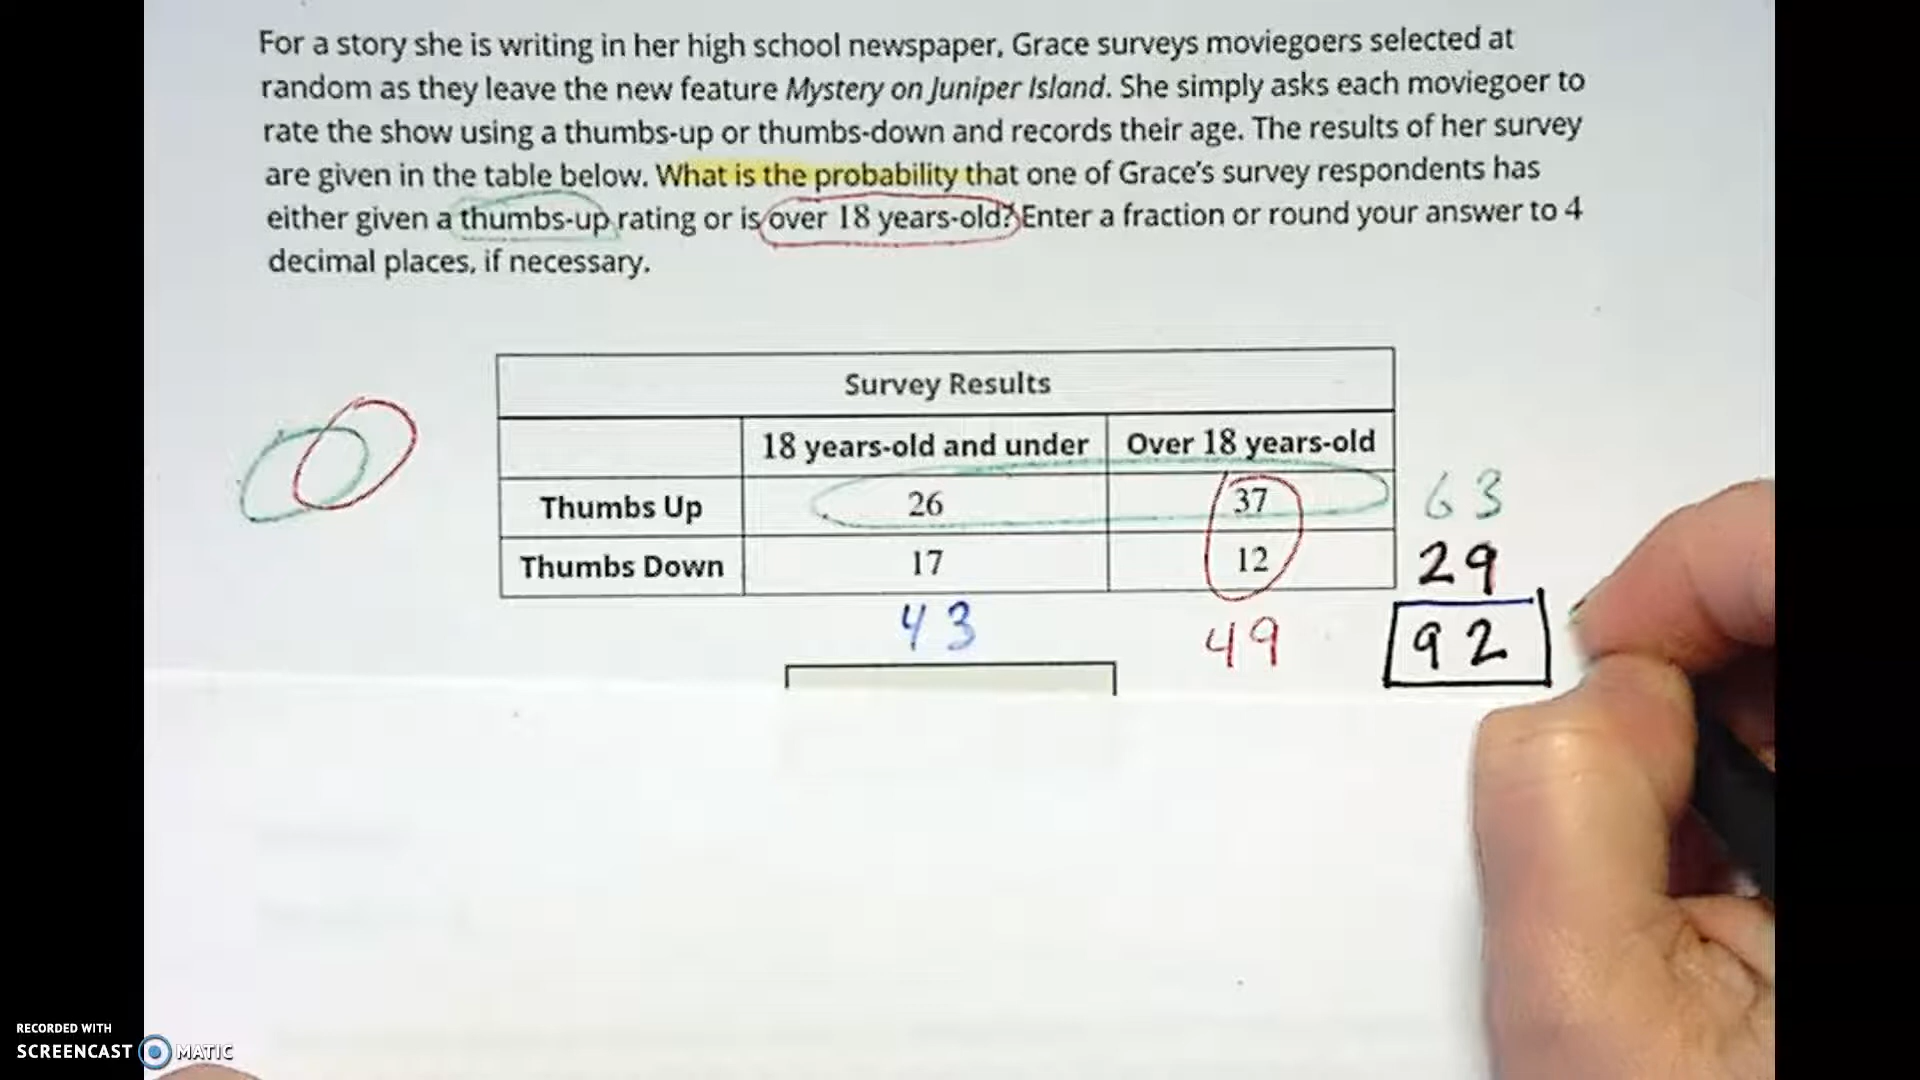 For a story she is writing in her high school newspaper, Grace surveys moviegoers selected at
random as they leave the new feature Mystery on Juniper Island. She simply asks each moviegoer to
rate the show using a thumbs-up or thumbs-down and records their age. The results of her survey
are given in the table below. What is the probability that one of Grace's survey respondents has
either given a thumbs-up rating or is over 18 years-old? Enter a fraction or round your answer to 4
decimal places, if necessary.
Survey Results
18 years-old and under Over 18 years-old
Thumbs Up 26 37 63
Thumbs Down 17 12 29
43 49 92
RECORDED WITH
SCREENCAST MATIC